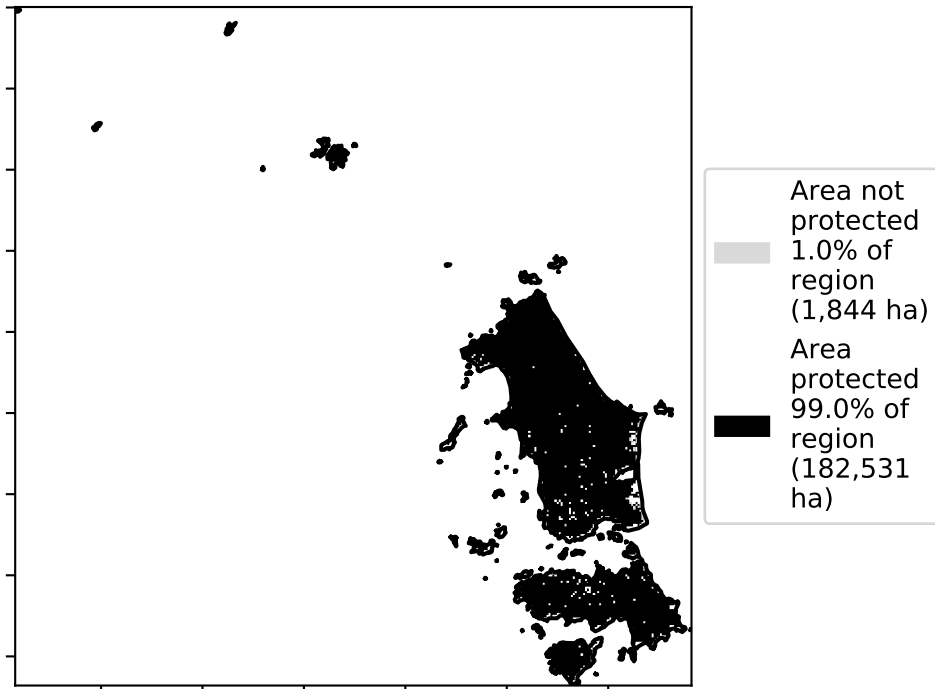 Area not
protected
1.0% of
region
(1,844 ha)
Area
protected
99.0% of
region
(182,531
ha)